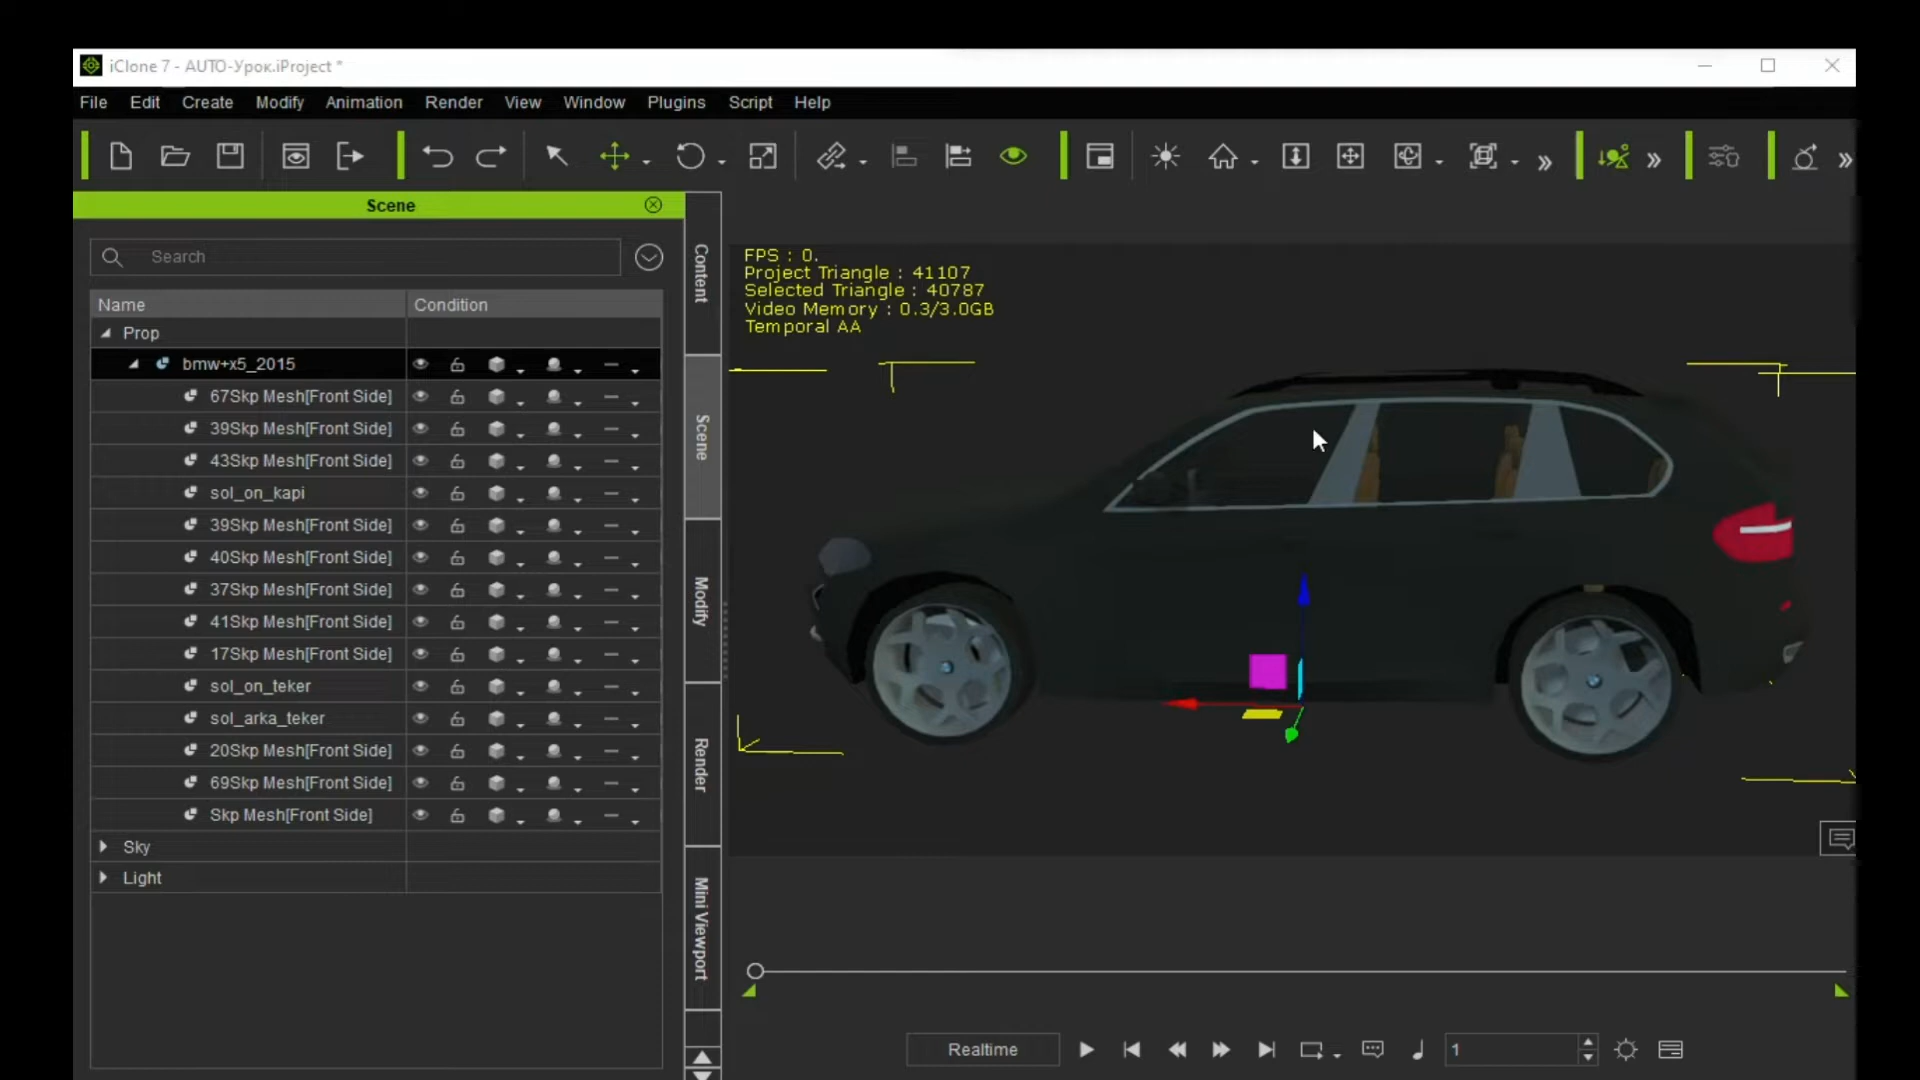 iClone 7 - AUTO-Урок.iProject *
File Edit Create Modify Animation Render View Window Plugins Script Help
Scene
Search
Name Condition
Prop
bmw+x5_2015
67Skp Mesh[Front Side]
39Skp Mesh[Front Side]
43Skp Mesh[Front Side]
sol_on_kapi
39Skp Mesh[Front Side]
40Skp Mesh[Front Side]
37Skp Mesh[Front Side]
41Skp Mesh[Front Side]
17Skp Mesh[Front Side]
sol_on_teker
sol_arka_teker
20Skp Mesh[Front Side]
69Skp Mesh[Front Side]
Skp Mesh[Front Side]
Sky
Light
Content
Scene
Modify
Render
Mini Viewport
FPS : 0.
Project Triangle : 41107
Selected Triangle : 40787
Video Memory : 0.3/3.0GB
Temporal AA
Realtime
1